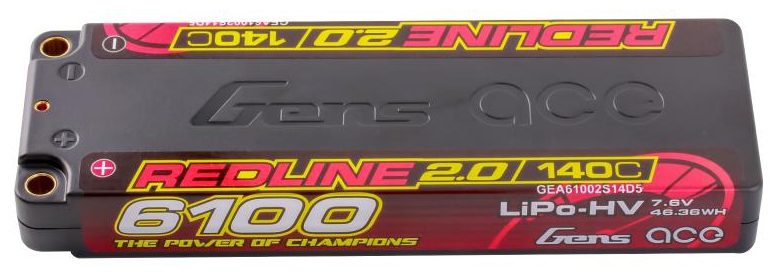 GEA61002S14D5
REDLINE 2.0/140C
Gens ace
REDLINE 2.0/140C
GEA61002S14D5
6100
LiPo-HV 7.6V
46.36WH
THE POWER OF CHAMPIONS
Gens ace